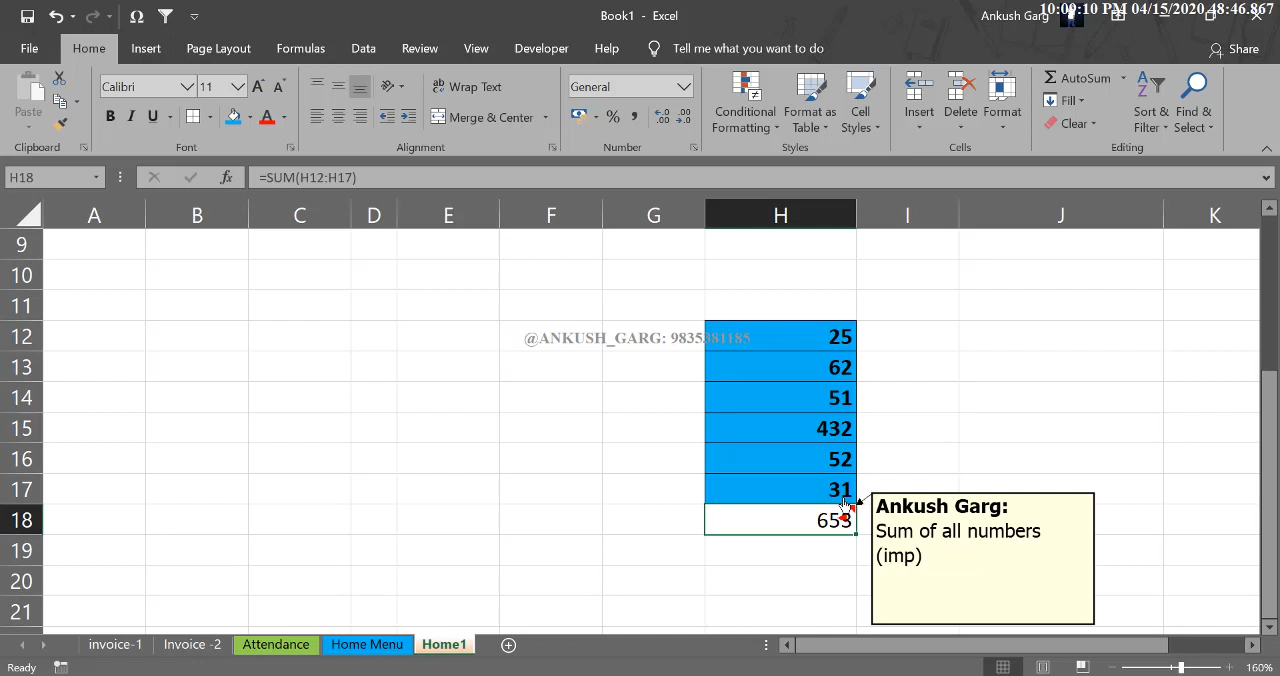 10:09:10 PM 04/15/2020,48:46.867
Book1 - Excel
Ankush Garg
File Home Insert Page Layout Formulas Data Review View Developer Help Tell me what you want to do Share
Calibri 11 Wrap Text General AutoSum
Paste Fill
Merge & Center Conditional Formatting Format as Table Cell Styles Insert Delete Format Clear Sort & Filter Find & Select
Clipboard Font Alignment Number Styles Cells Editing
H18 =SUM(H12:H17)
A B C D E F G H I J K
9
10
11
12 25
@ANKUSH_GARG: 9835381185
13 62
14 51
15 432
16 52
17 31
18 653
Ankush Garg:
Sum of all numbers
(imp)
19
20
21
invoice-1 Invoice -2 Attendance Home Menu Home1
Ready 160%